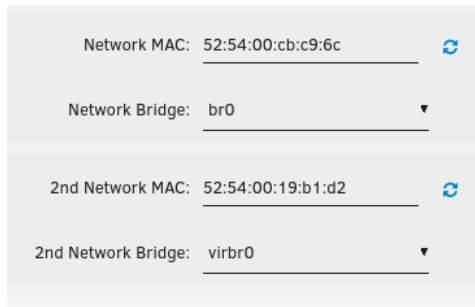 Network MAC: 52:54:00:cb:c9:6c
Network Bridge: br0
2nd Network MAC: 52:54:00:19:b1:d2
2nd Network Bridge: virbr0